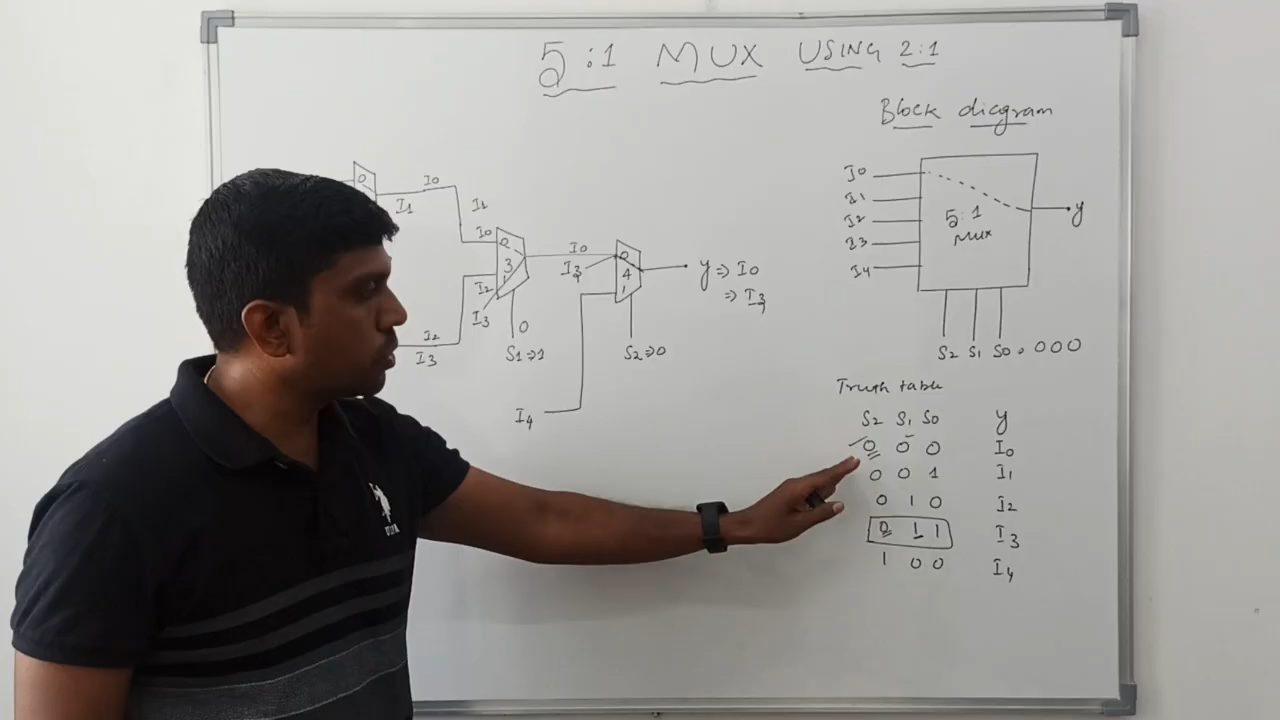 5:1 MUX USING 2:1
Block diagram
0
I0
I1
I1
I0
0
3
I2
I3
I2
I3
0
S1⇒1
I0
I3
0
4
1
S2⇒0
I4
y⇒I0
⇒I3
I0
I1
I2
I3
I4
5:1
MUX
y
S2 S1 S0 = 000
Truth table
S2 S1 S0 Y
0 0 0 I0
0 0 1 I1
0 1 0 I2
0 1 1 I3
1 0 0 I4